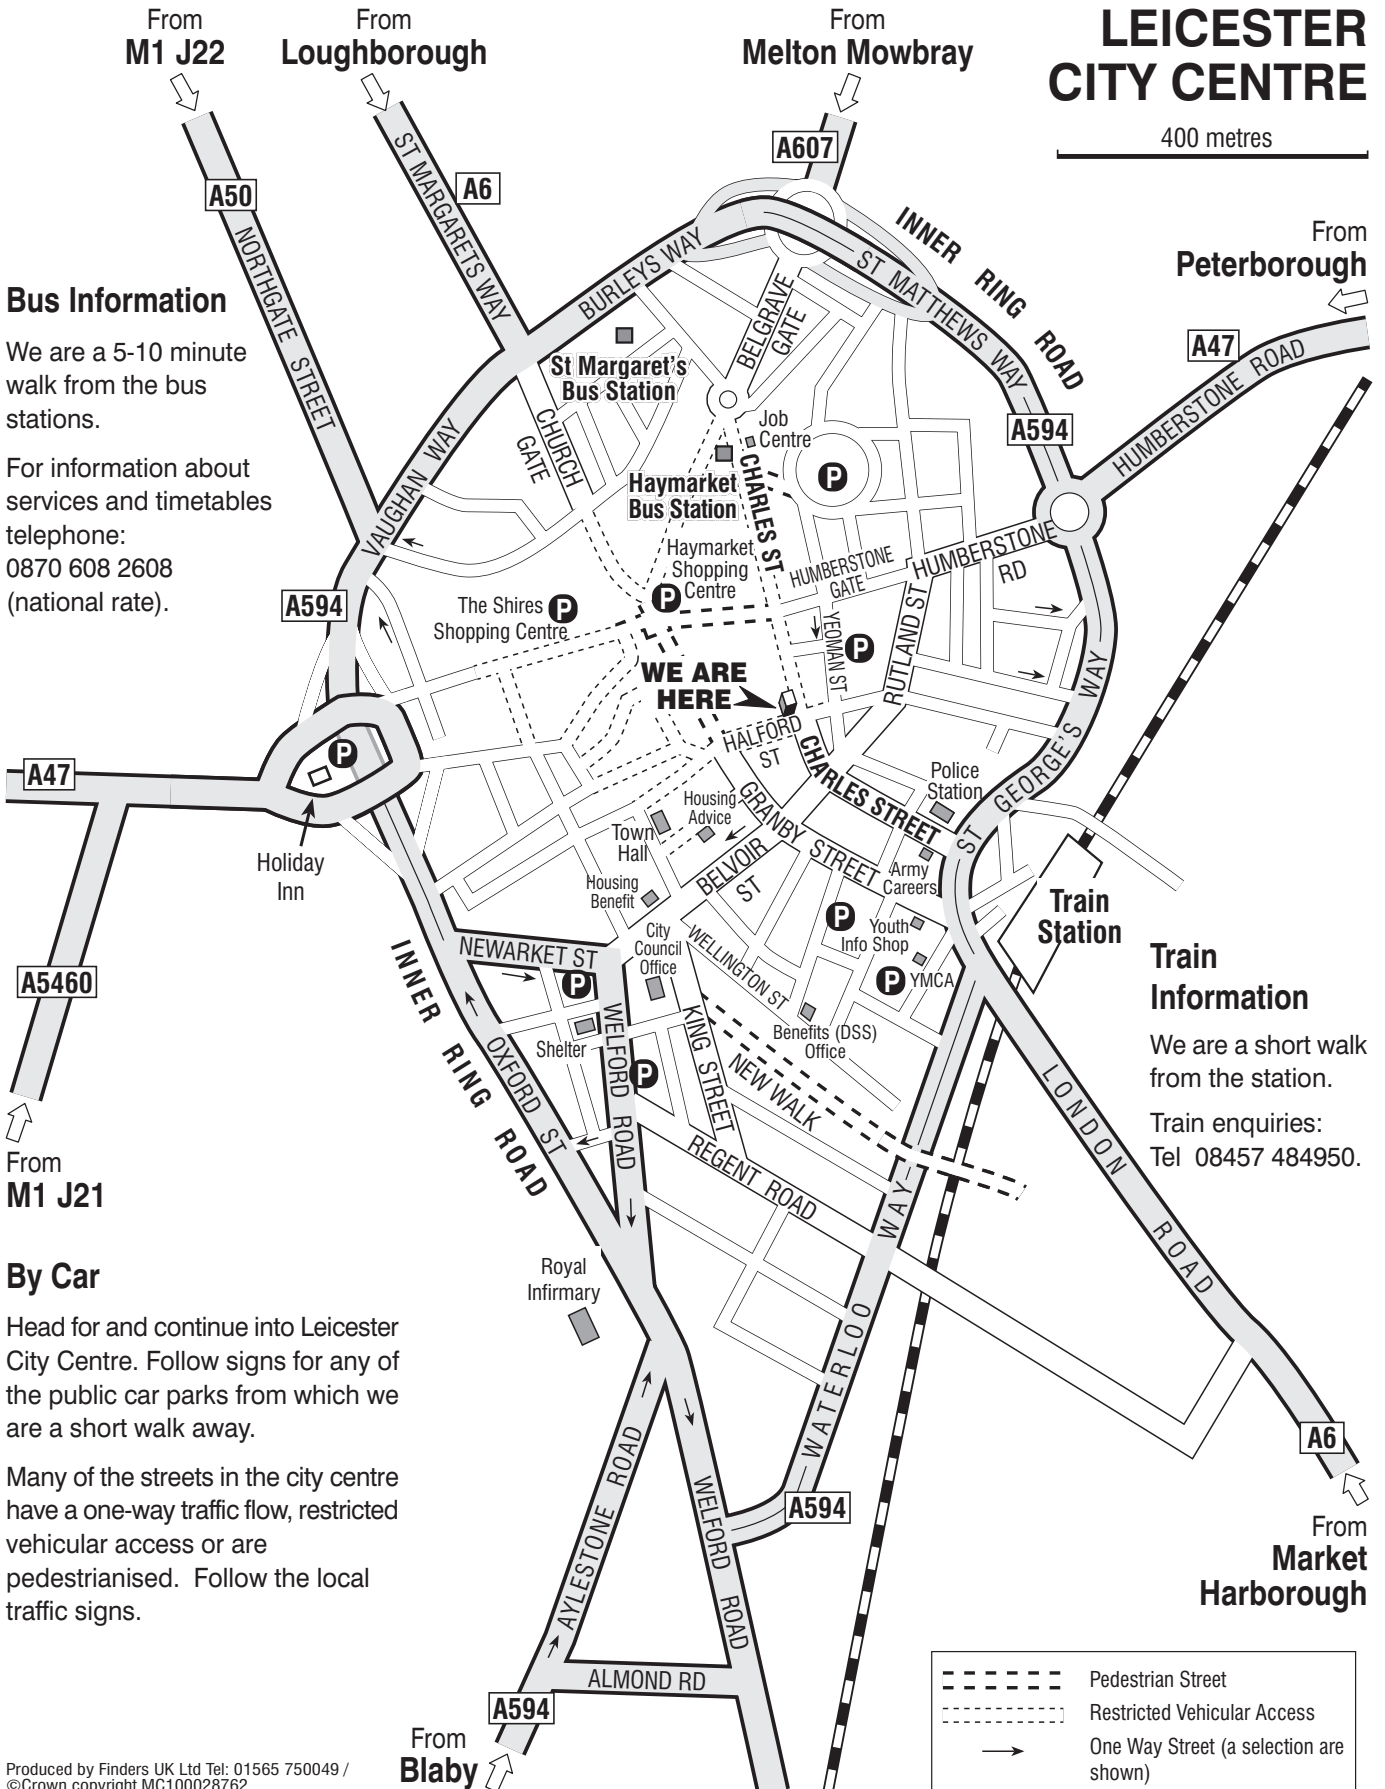 LEICESTER
CITY CENTRE
400 metres
From
M1 J22
From
Loughborough
From
Melton Mowbray
A607
A50
A6
ST MARGARETS WAY
NORTHGATE STREET
BURLEYS WAY
BELGRAVE
GATE
ST MATTHEWS WAY
INNER RING ROAD
From
Peterborough
A47
HUMBERSTONE ROAD
A594
Bus Information
We are a 5-10 minute
walk from the bus
stations.
For information about
services and timetables
telephone:
0870 608 2608
(national rate).
St Margaret's
Bus Station
VAUGHAN WAY
CHURCH
GATE
Job
Centre
P
Haymarket
Bus Station
CHARLES ST
Haymarket
Shopping
Centre
P
HUMBERSTONE
GATE
HUMBERSTONE
RD
A594
The Shires
Shopping Centre
P
YEOMAN ST
P
RUTLAND ST
WE ARE
HERE
HALFORD
ST
CHARLES STREET
ST GEORGE'S WAY
A47
P
Holiday
Inn
Police
Station
Housing
Advice
GRANBY STREET
Town
Hall
BELVOIR
ST
Army
Careers
Housing
Benefit
P
Youth
Info Shop
Train
Station
City
Council
Office
WELLINGTON ST
P
YMCA
NEWARKET ST
P
A5460
INNER RING ROAD
Benefits (DSS)
Office
Shelter
WELFORD ROAD
KING STREET
P
NEW WALK
OXFORD ST
REGENT ROAD
Train
Information
We are a short walk
from the station.
Train enquiries:
Tel 08457 484950.
LONDON ROAD
From
M1 J21
WATERLOO WAY
Royal
Infirmary
By Car
Head for and continue into Leicester
City Centre. Follow signs for any of
the public car parks from which we
are a short walk away.
Many of the streets in the city centre
have a one-way traffic flow, restricted
vehicular access or are
pedestrianised. Follow the local
traffic signs.
A6
From
Market
Harborough
A594
AYLESTONE ROAD
WELFORD ROAD
ALMOND RD
A594
From
Blaby
Pedestrian Street
Restricted Vehicular Access
One Way Street (a selection are
shown)
Produced by Finders UK Ltd Tel: 01565 750049 /
©Crown copyright MC100028762